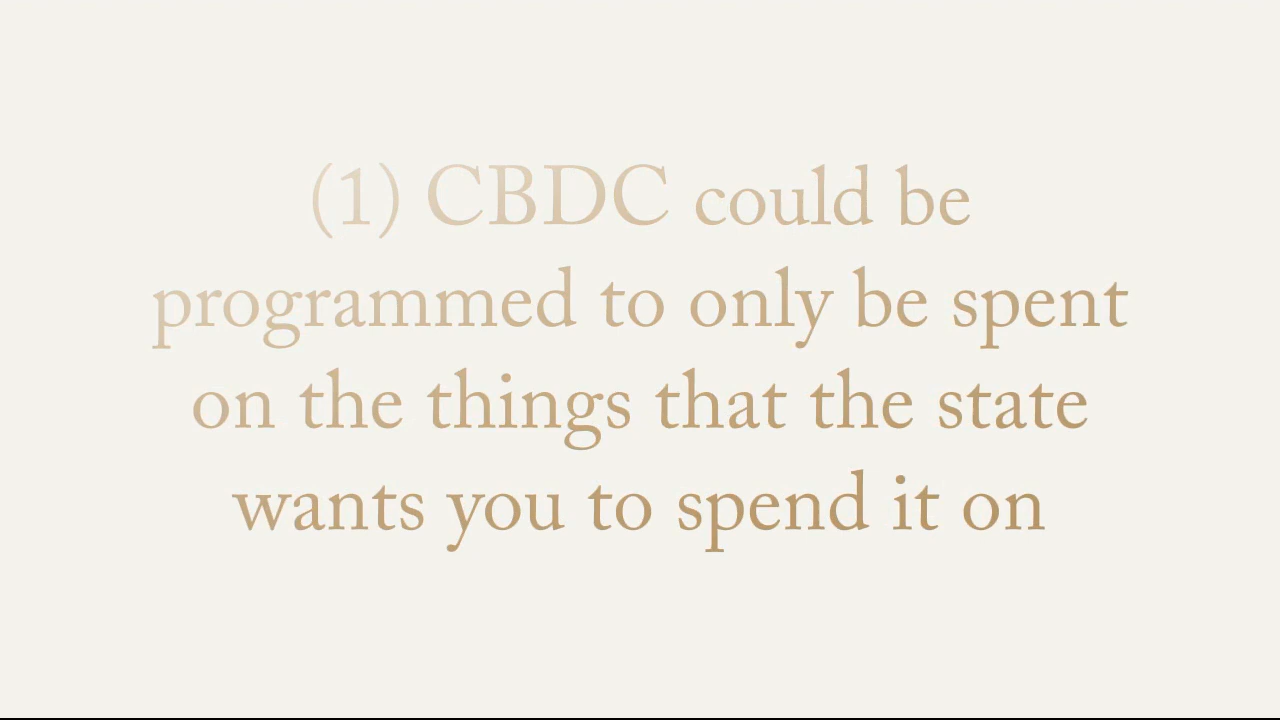 (1) CBDC could be
programmed to only be spent
on the things that the state
wants you to spend it on